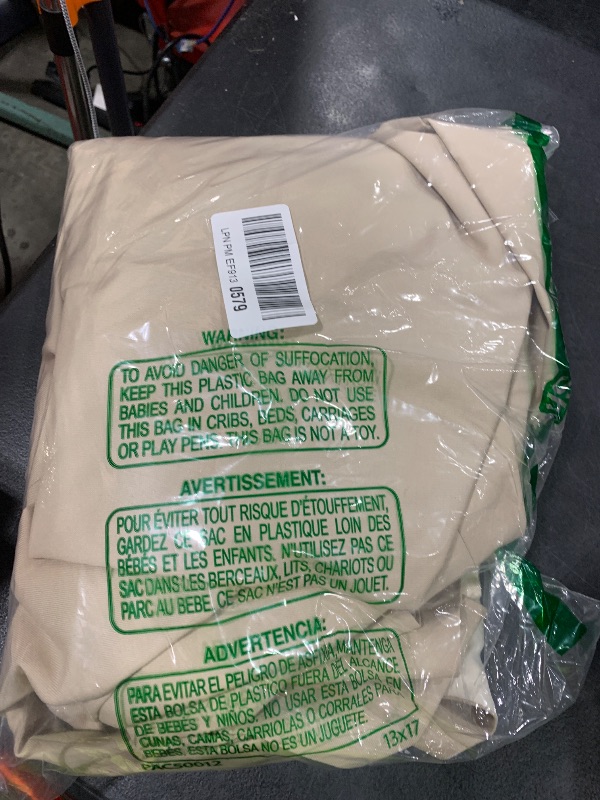 LPN PM EF913 0579
WARNING:
TO AVOID DANGER OF SUFFOCATION,
KEEP THIS PLASTIC BAG AWAY FROM
BABIES AND CHILDREN. DO NOT USE
THIS BAG IN CRIBS, BEDS, CARRIAGES
OR PLAY PENS. THIS BAG IS NOT A TOY.
AVERTISSEMENT:
POUR ÉVITER TOUT RISQUE D'ÉTOUFFEMENT,
GARDEZ CE SAC EN PLASTIQUE LOIN DES
BÉBÉS ET LES ENFANTS. N'UTILISEZ PAS CE
SAC DANS LES BERCEAUX, LITS, CHARIOTS OU
PARC AU BEBE. CE SAC N'EST PAS UN JOUET.
ADVERTENCIA:
PARA EVITAR EL PELIGRO DE ASFIXIA MANTENGA
ESTA BOLSA DE PLASTICO FUERA DEL ALCANCE
DE BEBÉS Y NIÑOS. NO USAR ESTA BOLSA EN
CUNAS, CAMAS, CARRIOLAS O CORRALES PARA
BEBÉS. ESTA BOLSA NO ES UN JUGUETE.
PAC50012 13x17